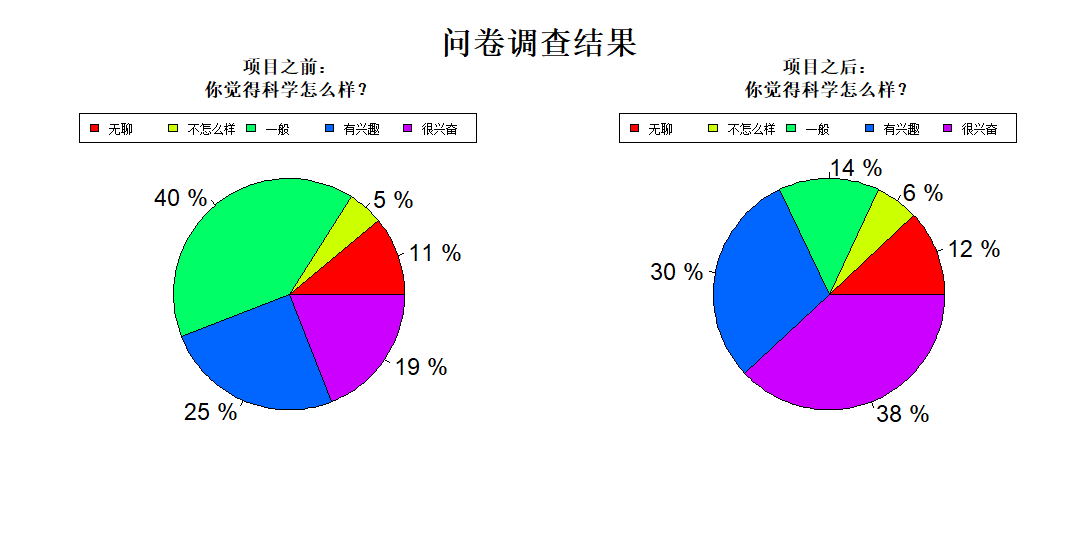 问卷调查结果
项目之前：
你觉得科学怎么样？
无聊 不怎么样 一般 有兴趣 很兴奋
40 %
5 %
11 %
19 %
25 %
项目之后：
你觉得科学怎么样？
无聊 不怎么样 一般 有兴趣 很兴奋
14 %
6 %
12 %
30 %
38 %